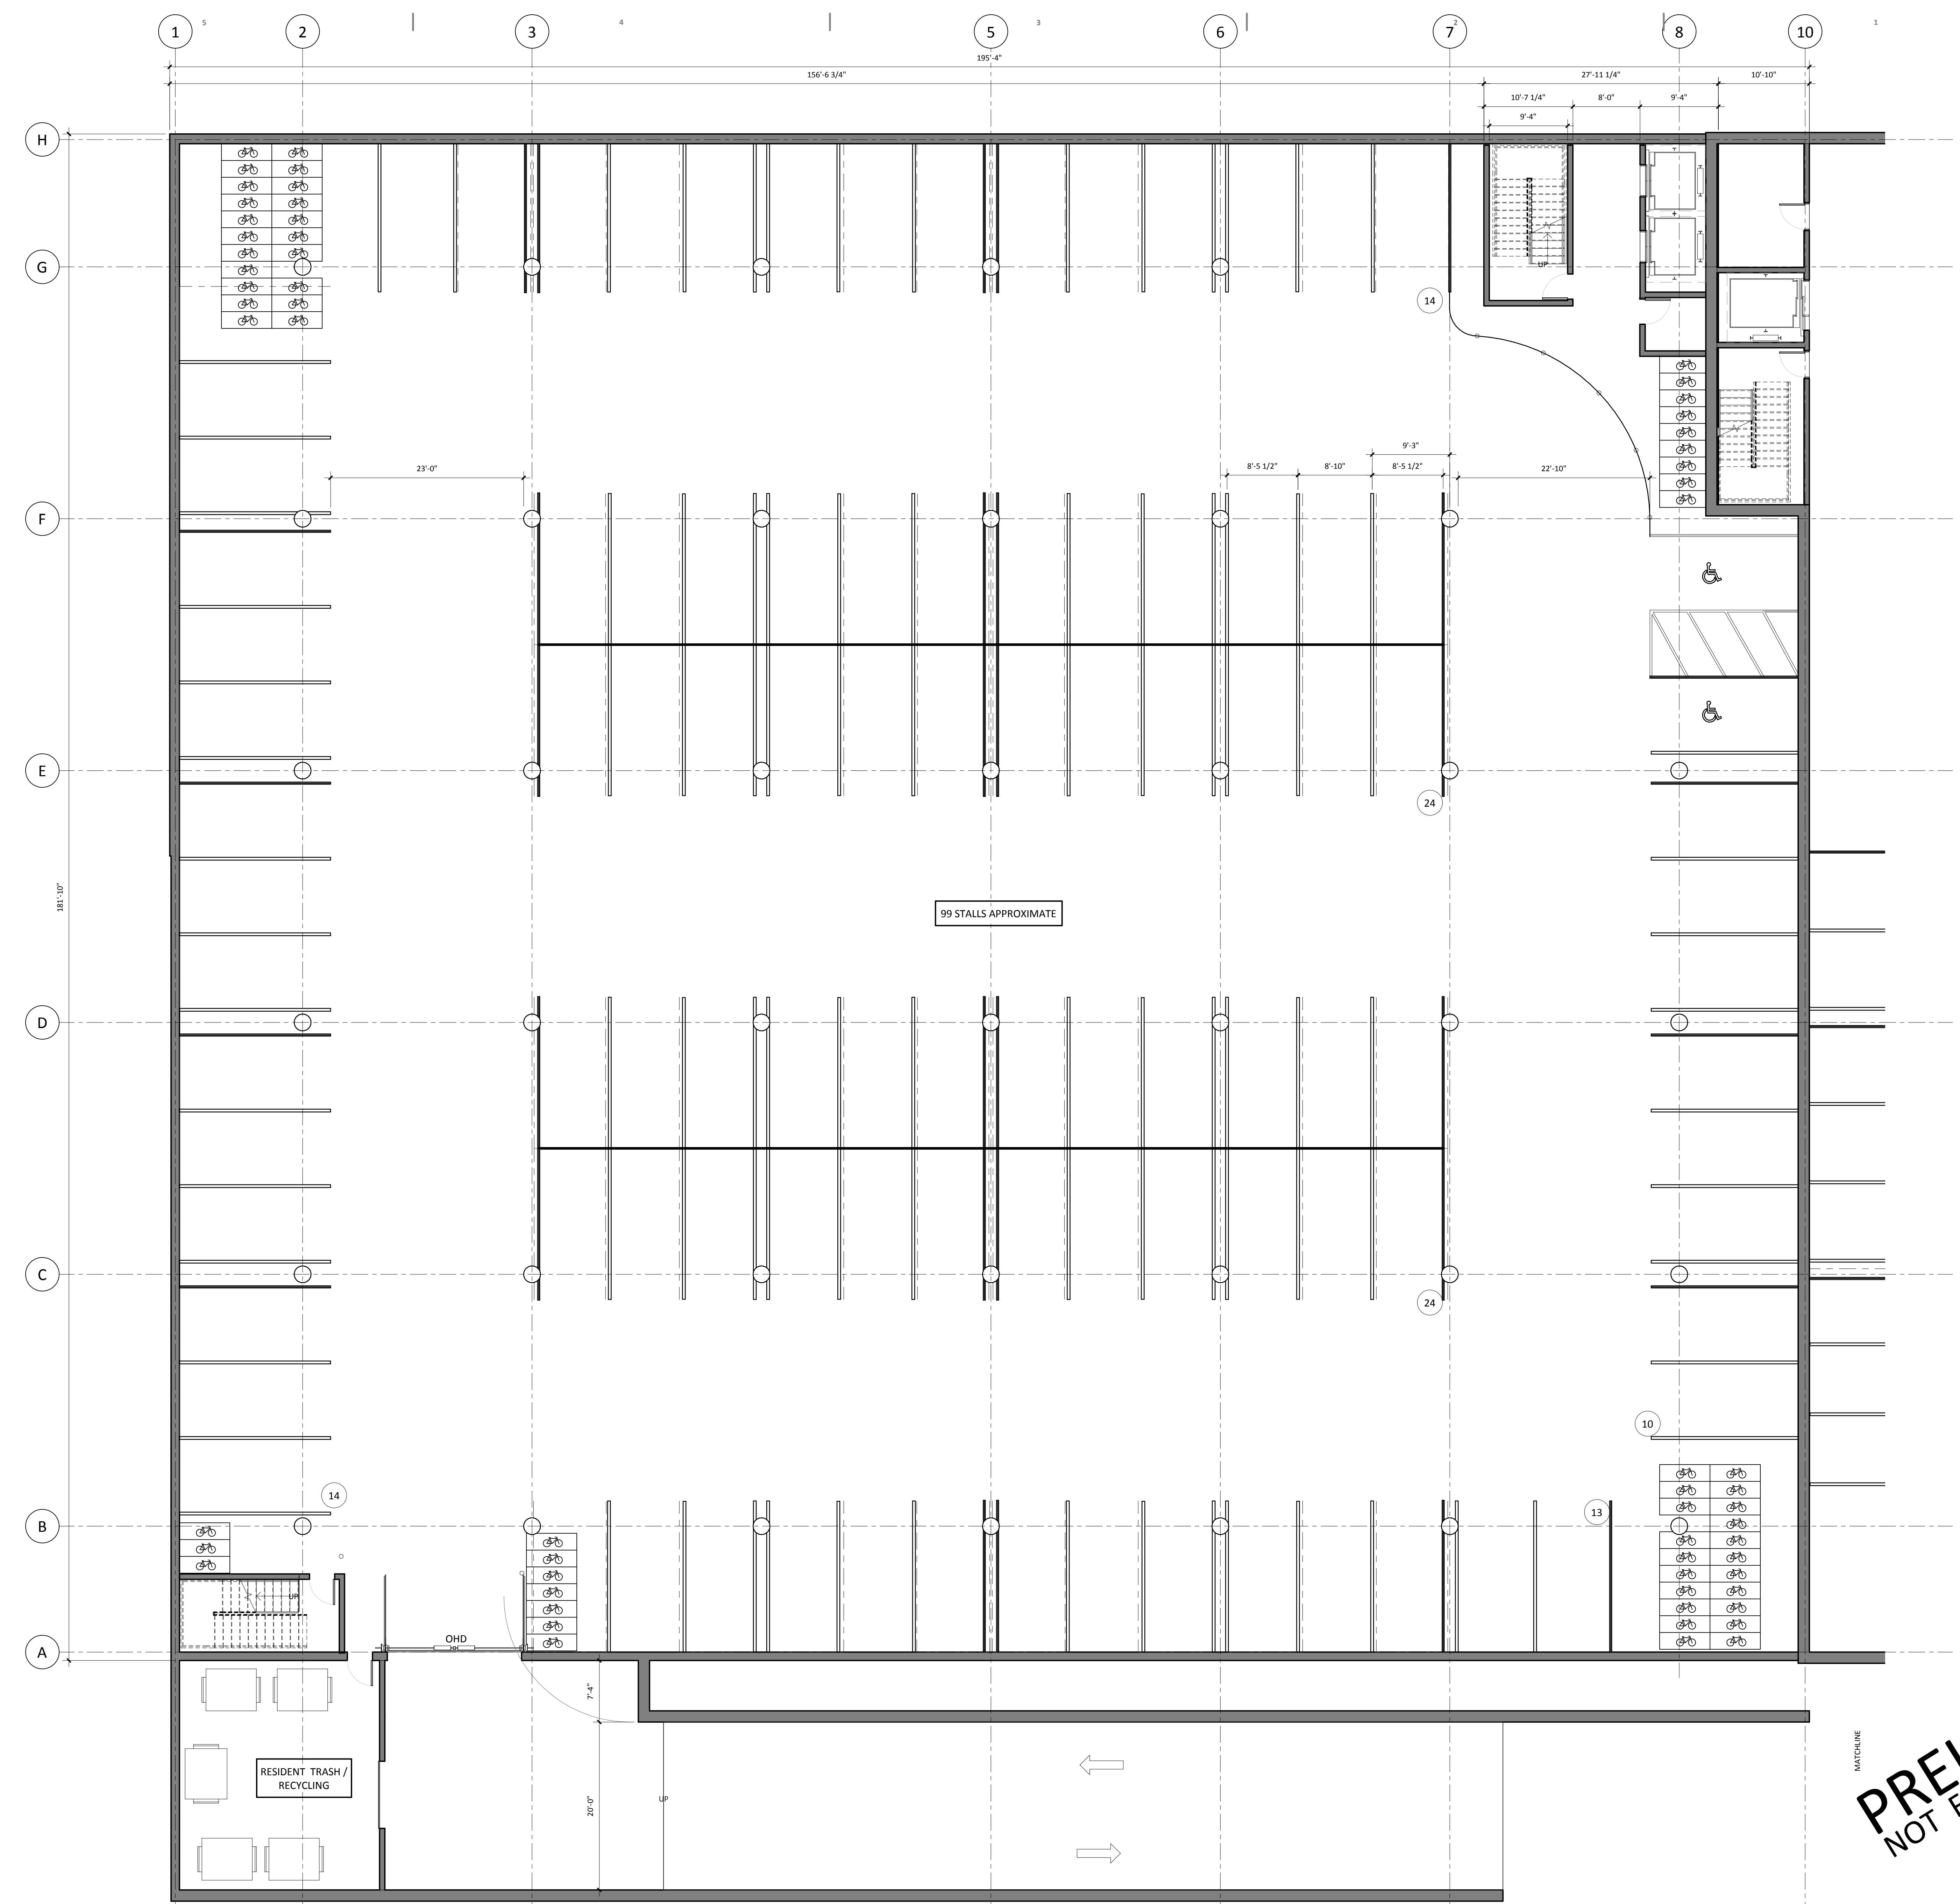 5 4 3 2 1
1 2 3 5 6 7 8 10
195'-4"
156'-6 3/4" 27'-11 1/4" 10'-10"
10'-7 1/4" 8'-0" 9'-4"
9'-4"
H
G
UP
14
9'-3"
23'-0" 8'-5 1/2" 8'-10" 8'-5 1/2" 22'-10"
F
E
24
181'-10"
99 STALLS APPROXIMATE
D
C
24
10
14
13
B
UP
OHD
A
7'-4"
RESIDENT TRASH /
RECYCLING
20'-0"
UP
MATCHLINE
NOT